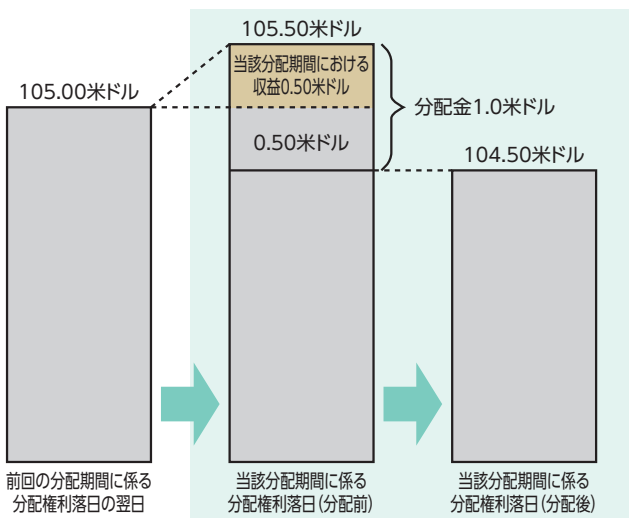 105.50米ドル
当該分配期間における
収益0.50米ドル
105.00米ドル
分配金1.0米ドル
0.50米ドル
104.50米ドル
前回の分配期間に係る
分配権利落日の翌日
当該分配期間に係る
分配権利落日(分配前)
当該分配期間に係る
分配権利落日(分配後)